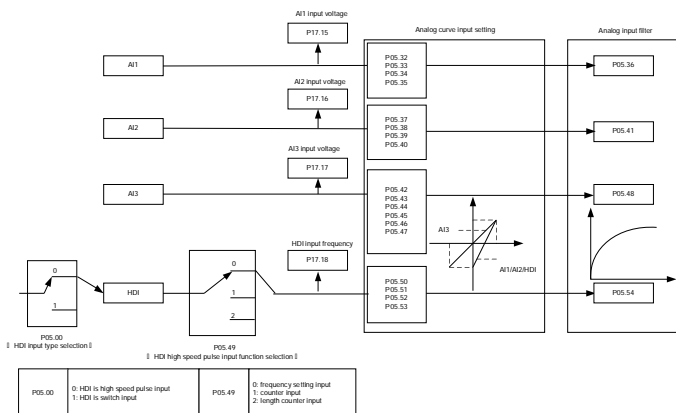 AI1 input voltage
P17.15
Analog curve input setting
Analog input filter
AI1
P05.32
P05.33
P05.34
P05.35
P05.36
AI2 input voltage
P17.16
AI2
P05.37
P05.38
P05.39
P05.40
P05.41
AI3 input voltage
P17.17
AI3
P05.42
P05.43
P05.44
P05.45
P05.46
P05.47
P05.48
AI3
AI1/AI2/HDI
HDI input frequency
P17.18
0
1
HDI
0
1
2
P05.50
P05.51
P05.52
P05.53
P05.54
P05.00
HDI input type selection
P05.49
HDI high speed pulse input function selection
P05.00
0: HDI is high speed pulse input
1: HDI is switch input
P05.49
0: frequency setting input
1: counter input
2: length counter input